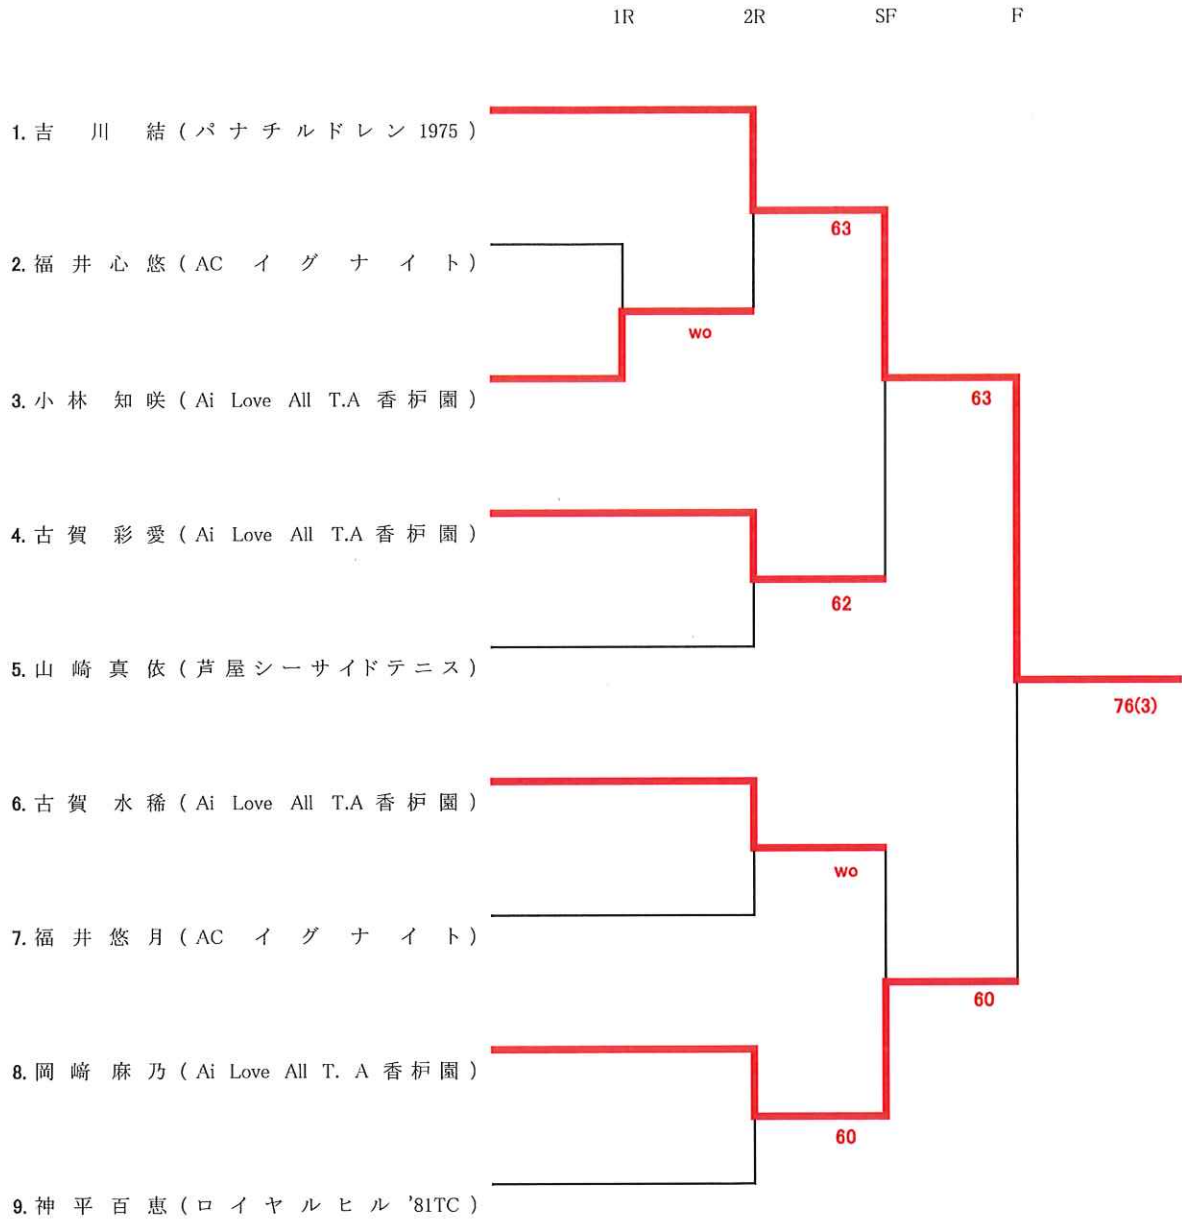 1R 2R SF F
1. 吉川 結 (パナチルドレン 1975)
63
2. 福井心悠 (AC イグナイト)
wo
3. 小林 知咲 (Ai Love All T.A 香枦園)
63
4. 古賀 彩愛 (Ai Love All T.A 香枦園)
62
5. 山崎真依 (芦屋シーサイドテニス)
76(3)
6. 古賀 水稀 (Ai Love All T.A 香枦園)
wo
7. 福井悠月 (AC イグナイト)
60
8. 岡﨑 麻乃 (Ai Love All T. A 香枦園)
60
9. 神平百恵 (ロイヤルヒル '81TC)